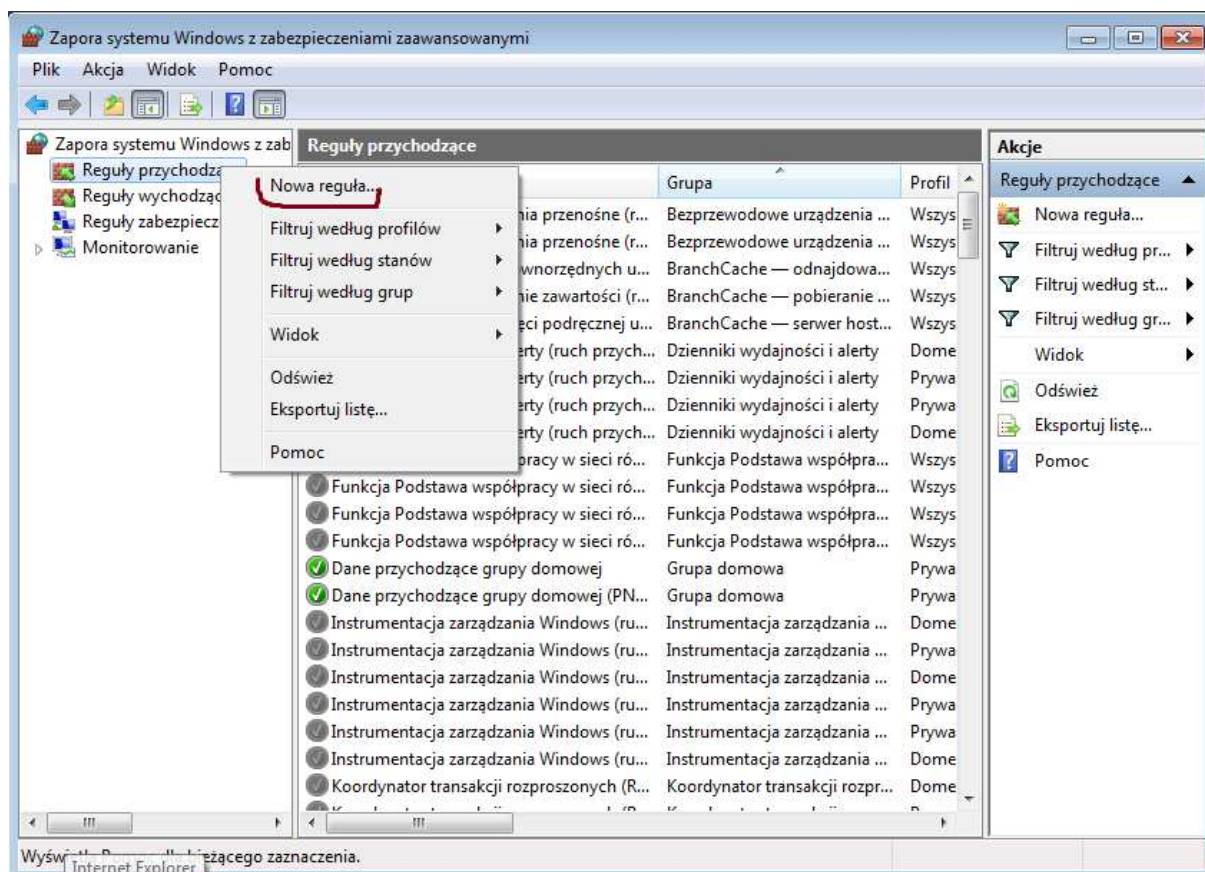 Zapora systemu Windows z zabezpieczeniami zaawansowanymi
Plik Akcja Widok Pomoc
Zapora systemu Windows z zab
Reguły przychodzą
Reguły wychodząc
Reguły zabezpiecz
Monitorowanie
Nowa reguła...
Filtruj według profilów
Filtruj według stanów
Filtruj według grup
Widok
Odśwież
Eksportuj listę...
Pomoc
Reguły przychodzące
Grupa Profil
nia przenośne (r... Bezprzewodowe urządzenia ... Wszys
nia przenośne (r... Bezprzewodowe urządzenia ... Wszys
wnorzędnych u... BranchCache — odnajdowa... Wszys
nie zawartości (r... BranchCache — pobieranie ... Wszys
ęci podręcznej u... BranchCache — serwer host... Wszys
erty (ruch przych... Dzienniki wydajności i alerty Dome
erty (ruch przych... Dzienniki wydajności i alerty Prywa
erty (ruch przych... Dzienniki wydajności i alerty Prywa
erty (ruch przych... Dzienniki wydajności i alerty Dome
pracy w sieci ró... Funkcja Podstawa współpra... Wszys
Funkcja Podstawa współpracy w sieci ró... Funkcja Podstawa współpra... Wszys
Funkcja Podstawa współpracy w sieci ró... Funkcja Podstawa współpra... Wszys
Funkcja Podstawa współpracy w sieci ró... Funkcja Podstawa współpra... Wszys
Dane przychodzące grupy domowej Grupa domowa Prywa
Dane przychodzące grupy domowej (PN... Grupa domowa Prywa
Instrumentacja zarządzania Windows (ru... Instrumentacja zarządzania ... Dome
Instrumentacja zarządzania Windows (ru... Instrumentacja zarządzania ... Prywa
Instrumentacja zarządzania Windows (ru... Instrumentacja zarządzania ... Dome
Instrumentacja zarządzania Windows (ru... Instrumentacja zarządzania ... Prywa
Instrumentacja zarządzania Windows (ru... Instrumentacja zarządzania ... Prywa
Instrumentacja zarządzania Windows (ru... Instrumentacja zarządzania ... Dome
Koordynator transakcji rozproszonych (R... Koordynator transakcji rozpr... Dome
Akcje
Reguły przychodzące
Nowa reguła...
Filtruj według pr...
Filtruj według st...
Filtruj według gr...
Widok
Odśwież
Eksportuj listę...
Pomoc
bieżącego zaznaczenia.
Internet Explorer